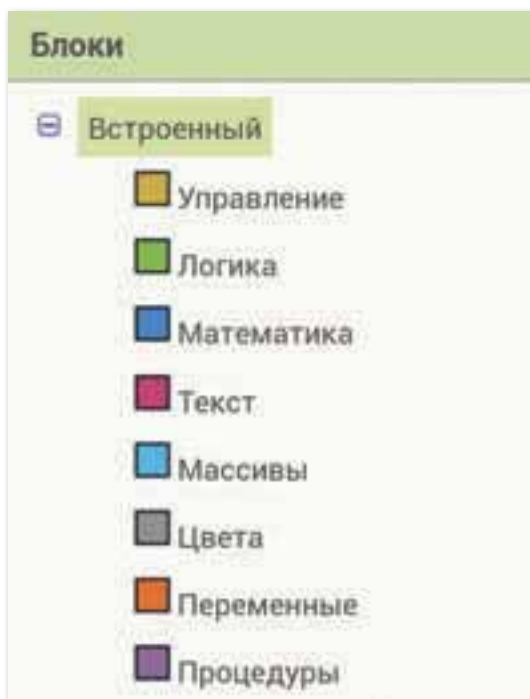 Блоки
Встроенный
Управление
Логика
Математика
Текст
Массивы
Цвета
Переменные
Процедуры